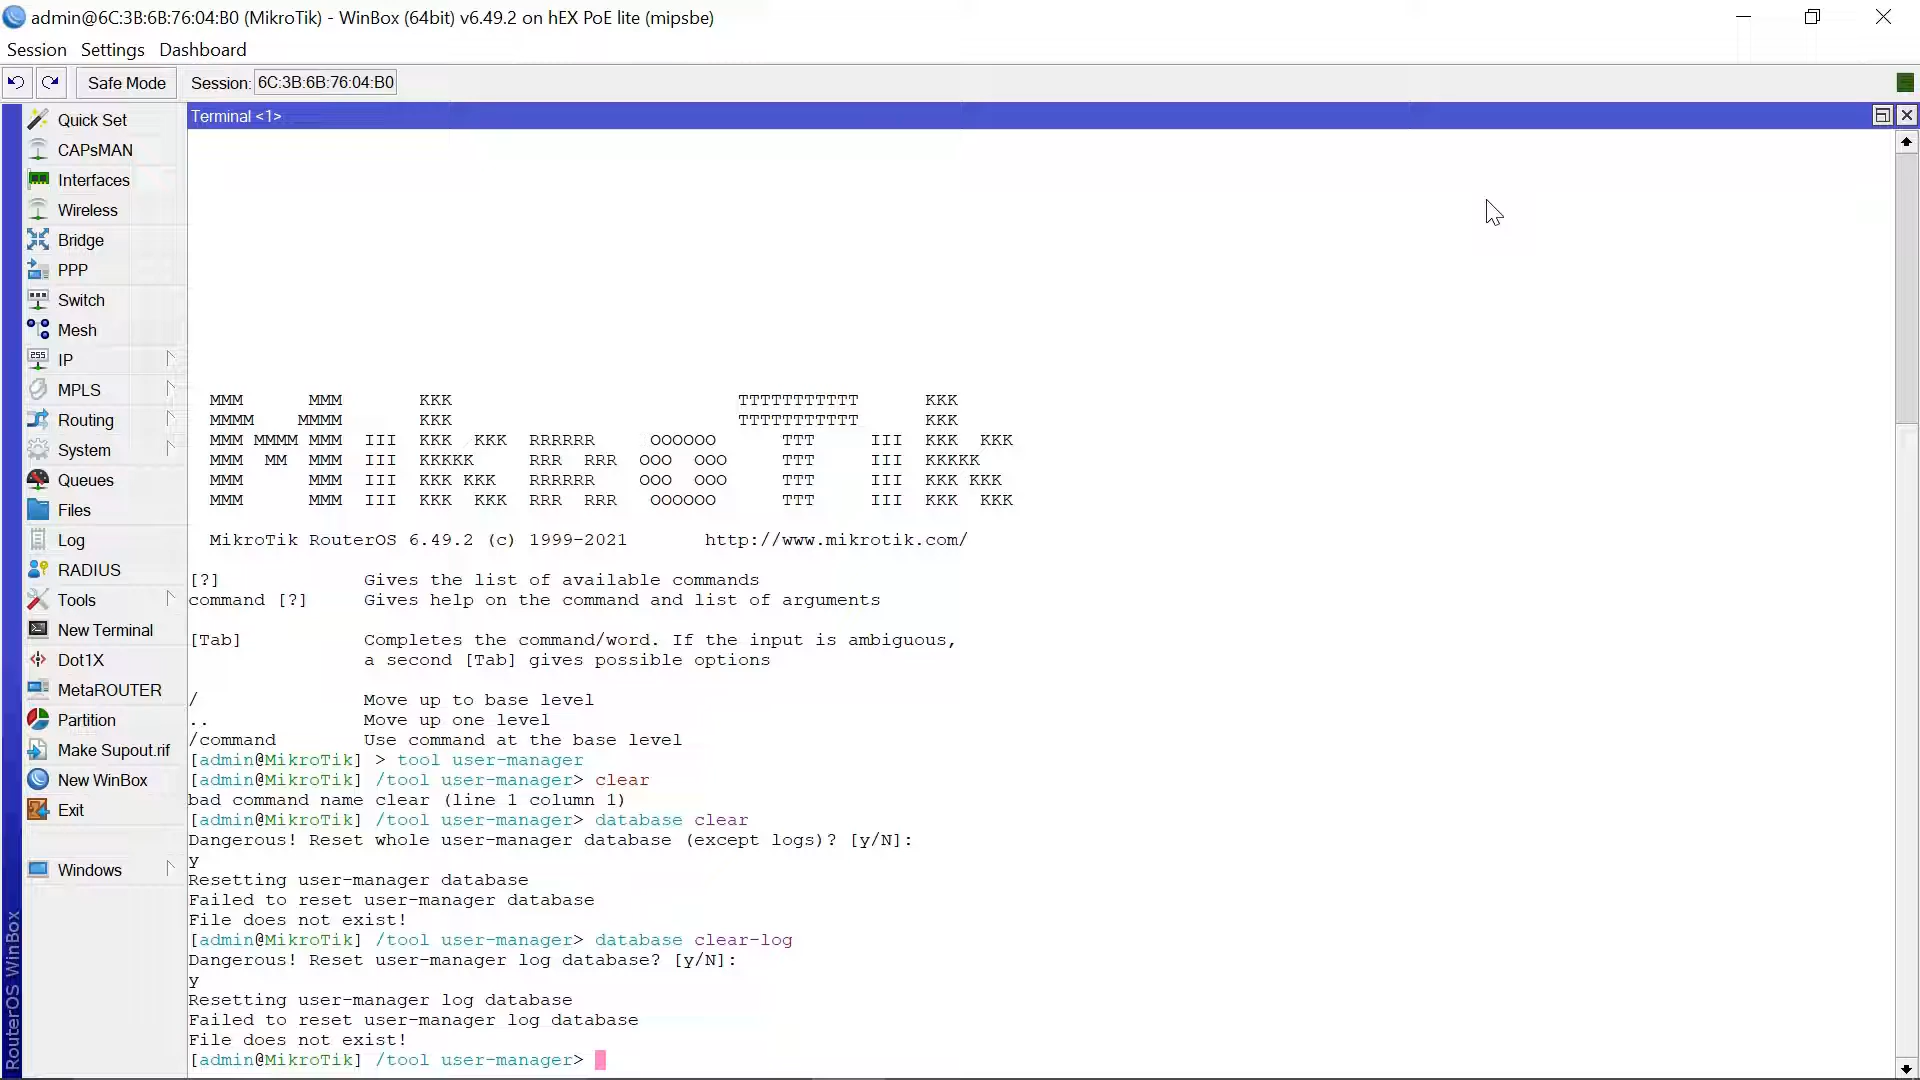 admin@6C:3B:6B:76:04:B0 (MikroTik) - WinBox (64bit) v6.49.2 on hEX PoE lite (mipsbe)
Session Settings Dashboard
Safe Mode Session: 6C:3B:6B:76:04:B0
Terminal <1>
Quick Set
CAPsMAN
Interfaces
Wireless
Bridge
PPP
Switch
Mesh
255
IP
MPLS
Routing
System
Queues
Files
Log
RADIUS
Tools
New Terminal
Dot1X
MetaROUTER
Partition
Make Supout.rif
New WinBox
Exit
Windows
RouterOS WinBox
  MMM      MMM       KKK                          TTTTTTTTTTT      KKK
  MMMM    MMMM       KKK                          TTTTTTTTTTT      KKK
  MMM MMMM MMM  III  KKK  KKK  RRRRRR     OOOOOO      TTT     III  KKK  KKK
  MMM  MM  MMM  III  KKKKK     RRR  RRR  OOO  OOO     TTT     III  KKKKK
  MMM      MMM  III  KKK KKK   RRRRRR    OOO  OOO     TTT     III  KKK KKK
  MMM      MMM  III  KKK  KKK  RRR  RRR   OOOOOO      TTT     III  KKK  KKK
MikroTik RouterOS 6.49.2 (c) 1999-2021       http://www.mikrotik.com/
[?]             Gives the list of available commands
command [?]     Gives help on the command and list of arguments
[Tab]           Completes the command/word. If the input is ambiguous,
                a second [Tab] gives possible options
/               Move up to base level
..              Move up one level
/command        Use command at the base level
[admin@MikroTik] > tool user-manager
[admin@MikroTik] /tool user-manager> clear
bad command name clear (line 1 column 1)
[admin@MikroTik] /tool user-manager> database clear
Dangerous! Reset whole user-manager database (except logs)? [y/N]:
y
Resetting user-manager database
Failed to reset user-manager database
File does not exist!
[admin@MikroTik] /tool user-manager> database clear-log
Dangerous! Reset user-manager log database? [y/N]:
y
Resetting user-manager log database
Failed to reset user-manager log database
File does not exist!
[admin@MikroTik] /tool user-manager>